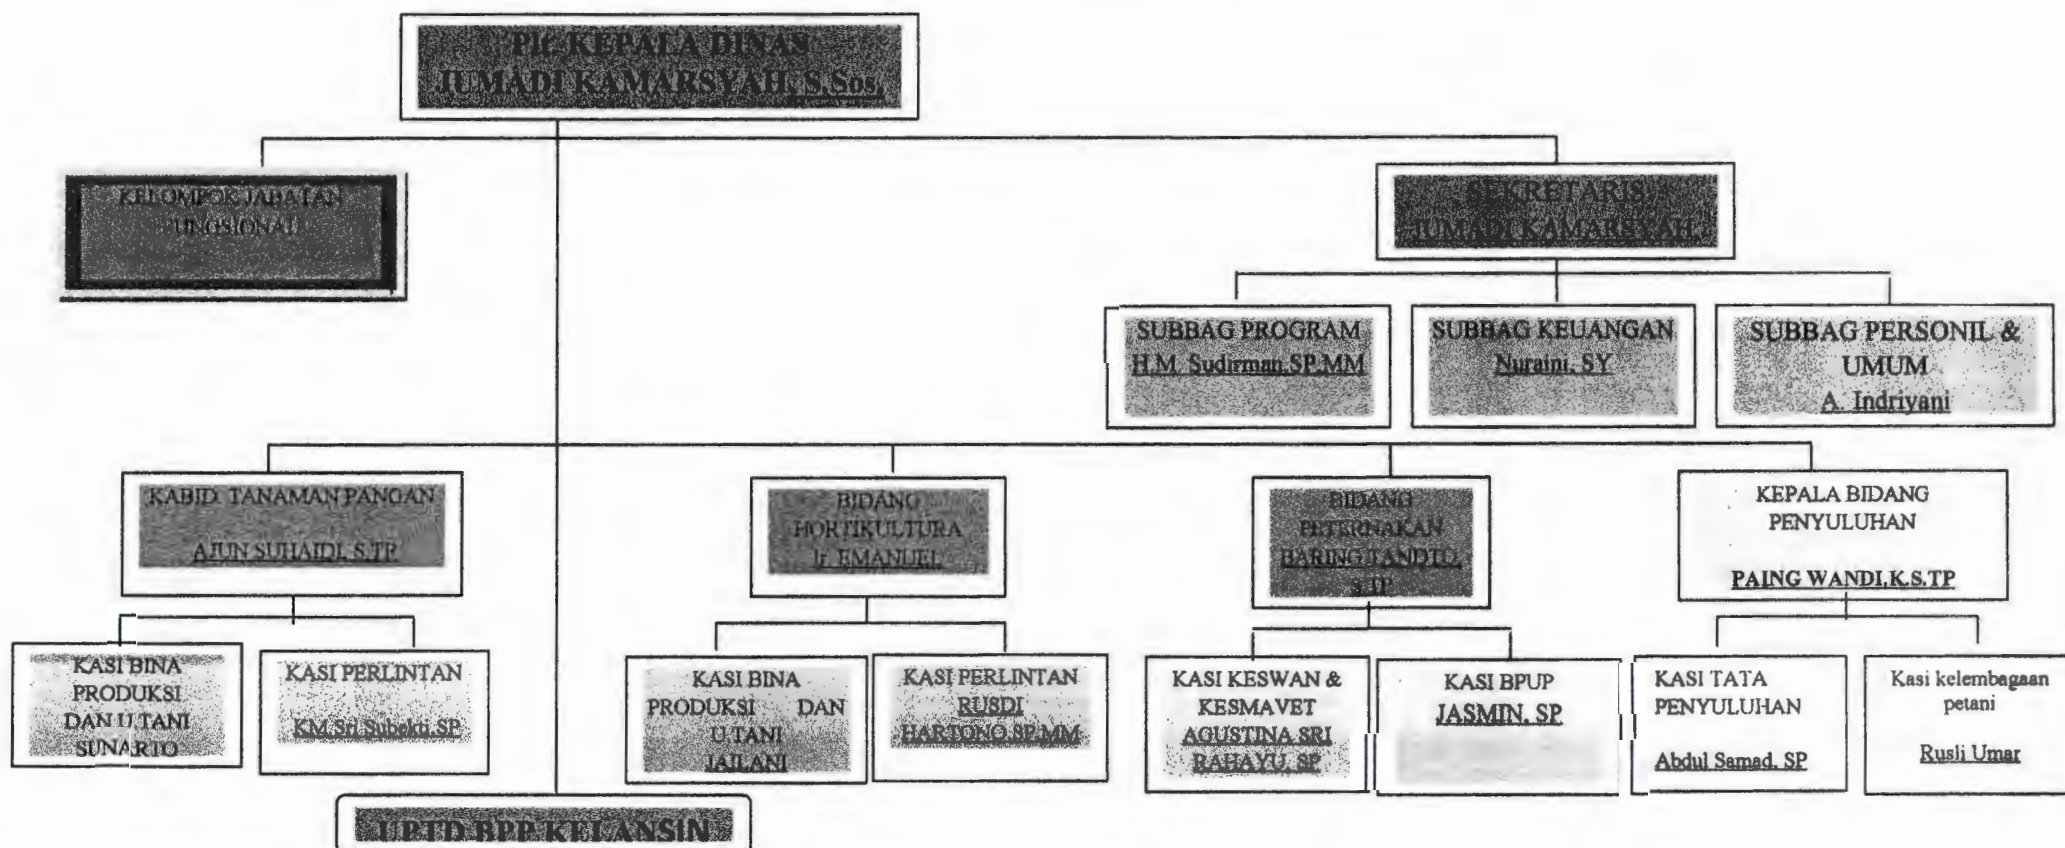 Plt. KEPALA DINAS
JUMADI KAMARSYAH, S.Sos.
KELOMPOK JABATAN
FUNGSIONAL
SEKRETARIS
JUMADI KAMARSYAH,
SUBBAG PROGRAM
H.M. Sudirman,SP,MM
SUBBAG KEUANGAN
Nuraini, SY
SUBBAG PERSONIL &
UMUM
A. Indriyani
KABID. TANAMAN PANGAN
AJUN SUHAIDI, S.TP
BIDANG
HORTIKULTURA
Ir. EMANUEL
BIDANG
PETERNAKAN
BARING TANDTO,
S.TP
KEPALA BIDANG
PENYULUHAN
PAING WANDI,K.S.TP
KASI BINA
PRODUKSI
DAN U.TANI
SUNARTO
KASI PERLINTAN
KM.Sri Subekti,SP
KASI BINA
PRODUKSI DAN
U.TANI
JAILANI
KASI PERLINTAN
RUSDI
HARTONO,SP,MM
KASI KESWAN &
KESMAVET
AGUSTINA SRI
RAHAYU, SP
KASI BPUP
JASMIN, SP
KASI TATA
PENYULUHAN
Abdul Samad, SP
Kasi kelembagaan
petani
Rusli Umar
UPTD BPP KELANSIN